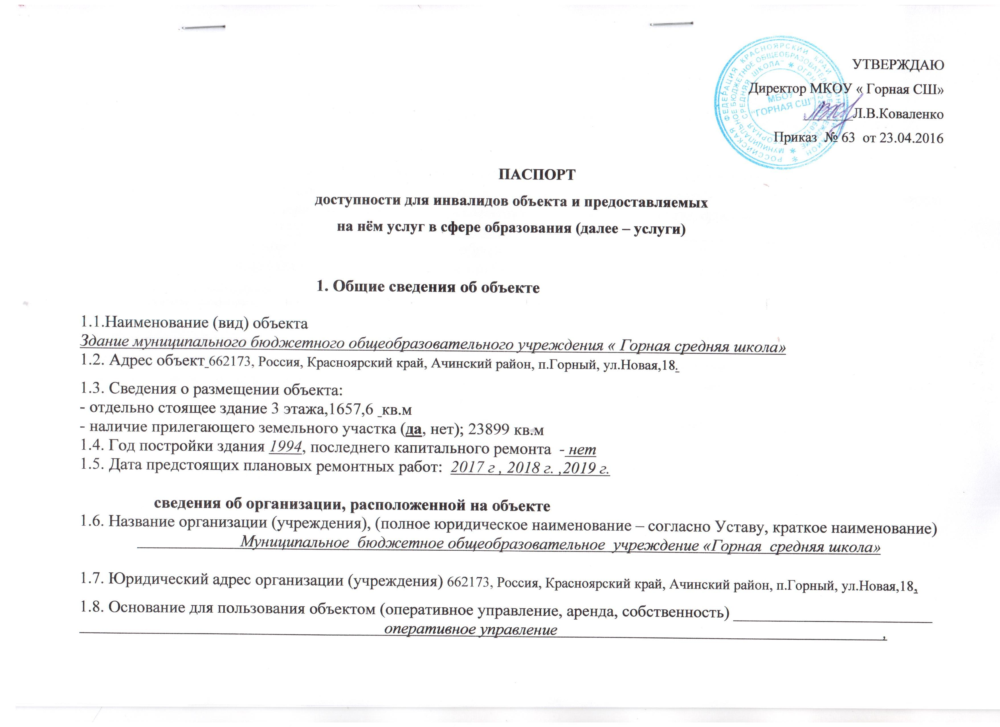 УТВЕРЖДАЮ
Директор МКОУ « Горная СШ»
Л.В.Коваленко
Приказ № 63 от 23.04.2016
РОССИЙСКАЯ ФЕДЕРАЦИЯ КРАСНОЯРСКИЙ КРАЙ РАЙОН
МУНИЦИПАЛЬНОЕ БЮДЖЕТНОЕ ОБЩЕОБРАЗОВАТЕЛЬНОЕ УЧРЕЖДЕНИЕ
"ГОРНАЯ СРЕДНЯЯ ШКОЛА" * ОГРН
МБОУ
"ГОРНАЯ СШ"
ПАСПОРТ
доступности для инвалидов объекта и предоставляемых
на нём услуг в сфере образования (далее – услуги)
1. Общие сведения об объекте
1.1.Наименование (вид) объекта
Здание муниципального бюджетного общеобразовательного учреждения « Горная средняя школа»
1.2. Адрес объект 662173, Россия, Красноярский край, Ачинский район, п.Горный, ул.Новая,18.
1.3. Сведения о размещении объекта:
- отдельно стоящее здание 3 этажа,1657,6 _кв.м
- наличие прилегающего земельного участка (да, нет); 23899 кв.м
1.4. Год постройки здания 1994, последнего капитального ремонта - нет
1.5. Дата предстоящих плановых ремонтных работ: 2017 г , 2018 г. ,2019 г.
сведения об организации, расположенной на объекте
1.6. Название организации (учреждения), (полное юридическое наименование – согласно Уставу, краткое наименование)
Муниципальное бюджетное общеобразовательное учреждение «Горная средняя школа»
1.7. Юридический адрес организации (учреждения) 662173, Россия, Красноярский край, Ачинский район, п.Горный, ул.Новая,18,
1.8. Основание для пользования объектом (оперативное управление, аренда, собственность)
оперативное управление ,